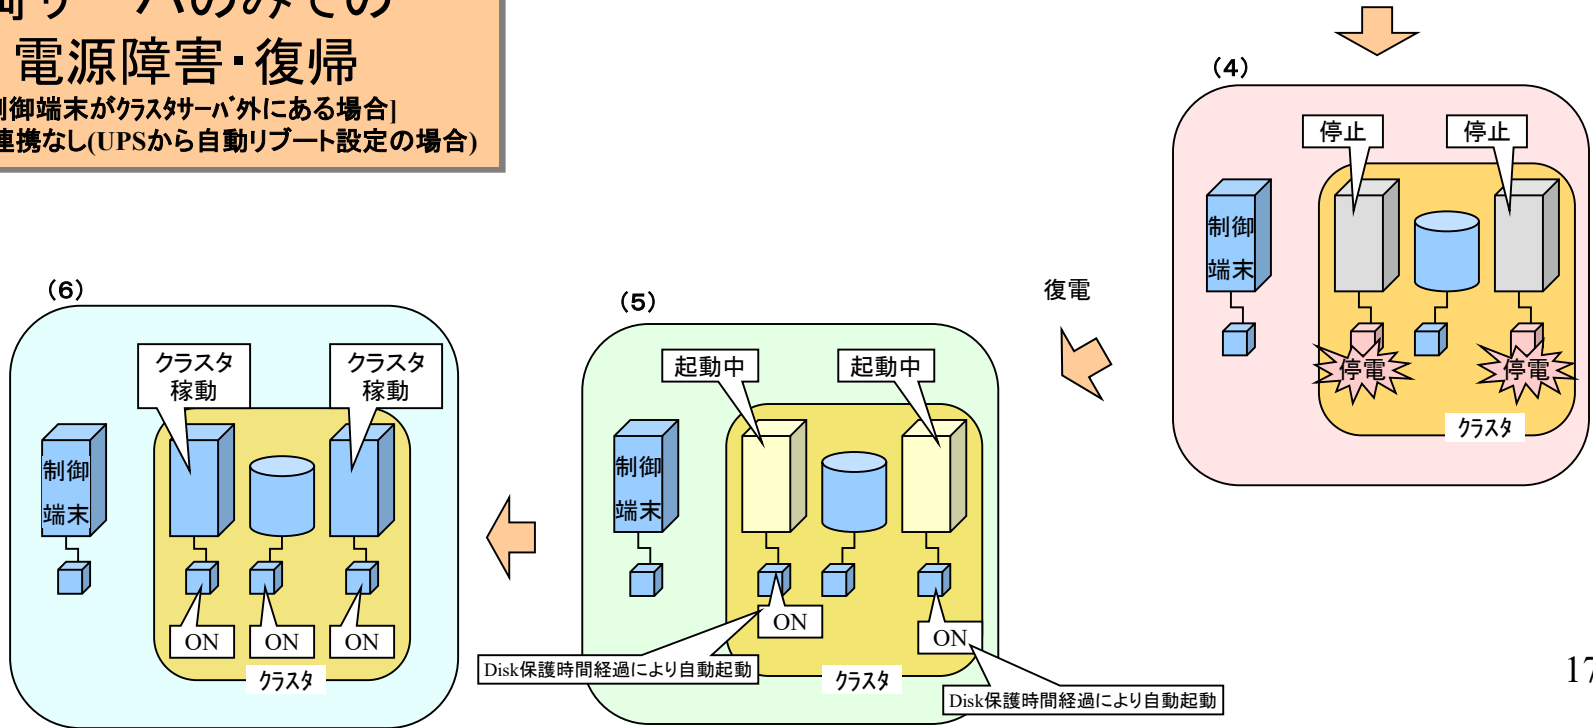 サーバのみでの
電源障害・復帰
御端末がクラスタサーバ外にある場合]
連携なし(UPSから自動リブート設定の場合)
(4)
停止
停止
制御
端末
停電
停電
クラスタ
復電
(5)
起動中
起動中
制御
端末
ON
ON
Disk保護時間経過により自動起動
クラスタ
Disk保護時間経過により自動起動
(6)
クラスタ
稼動
クラスタ
稼動
制御
端末
ON
ON
ON
クラスタ
17